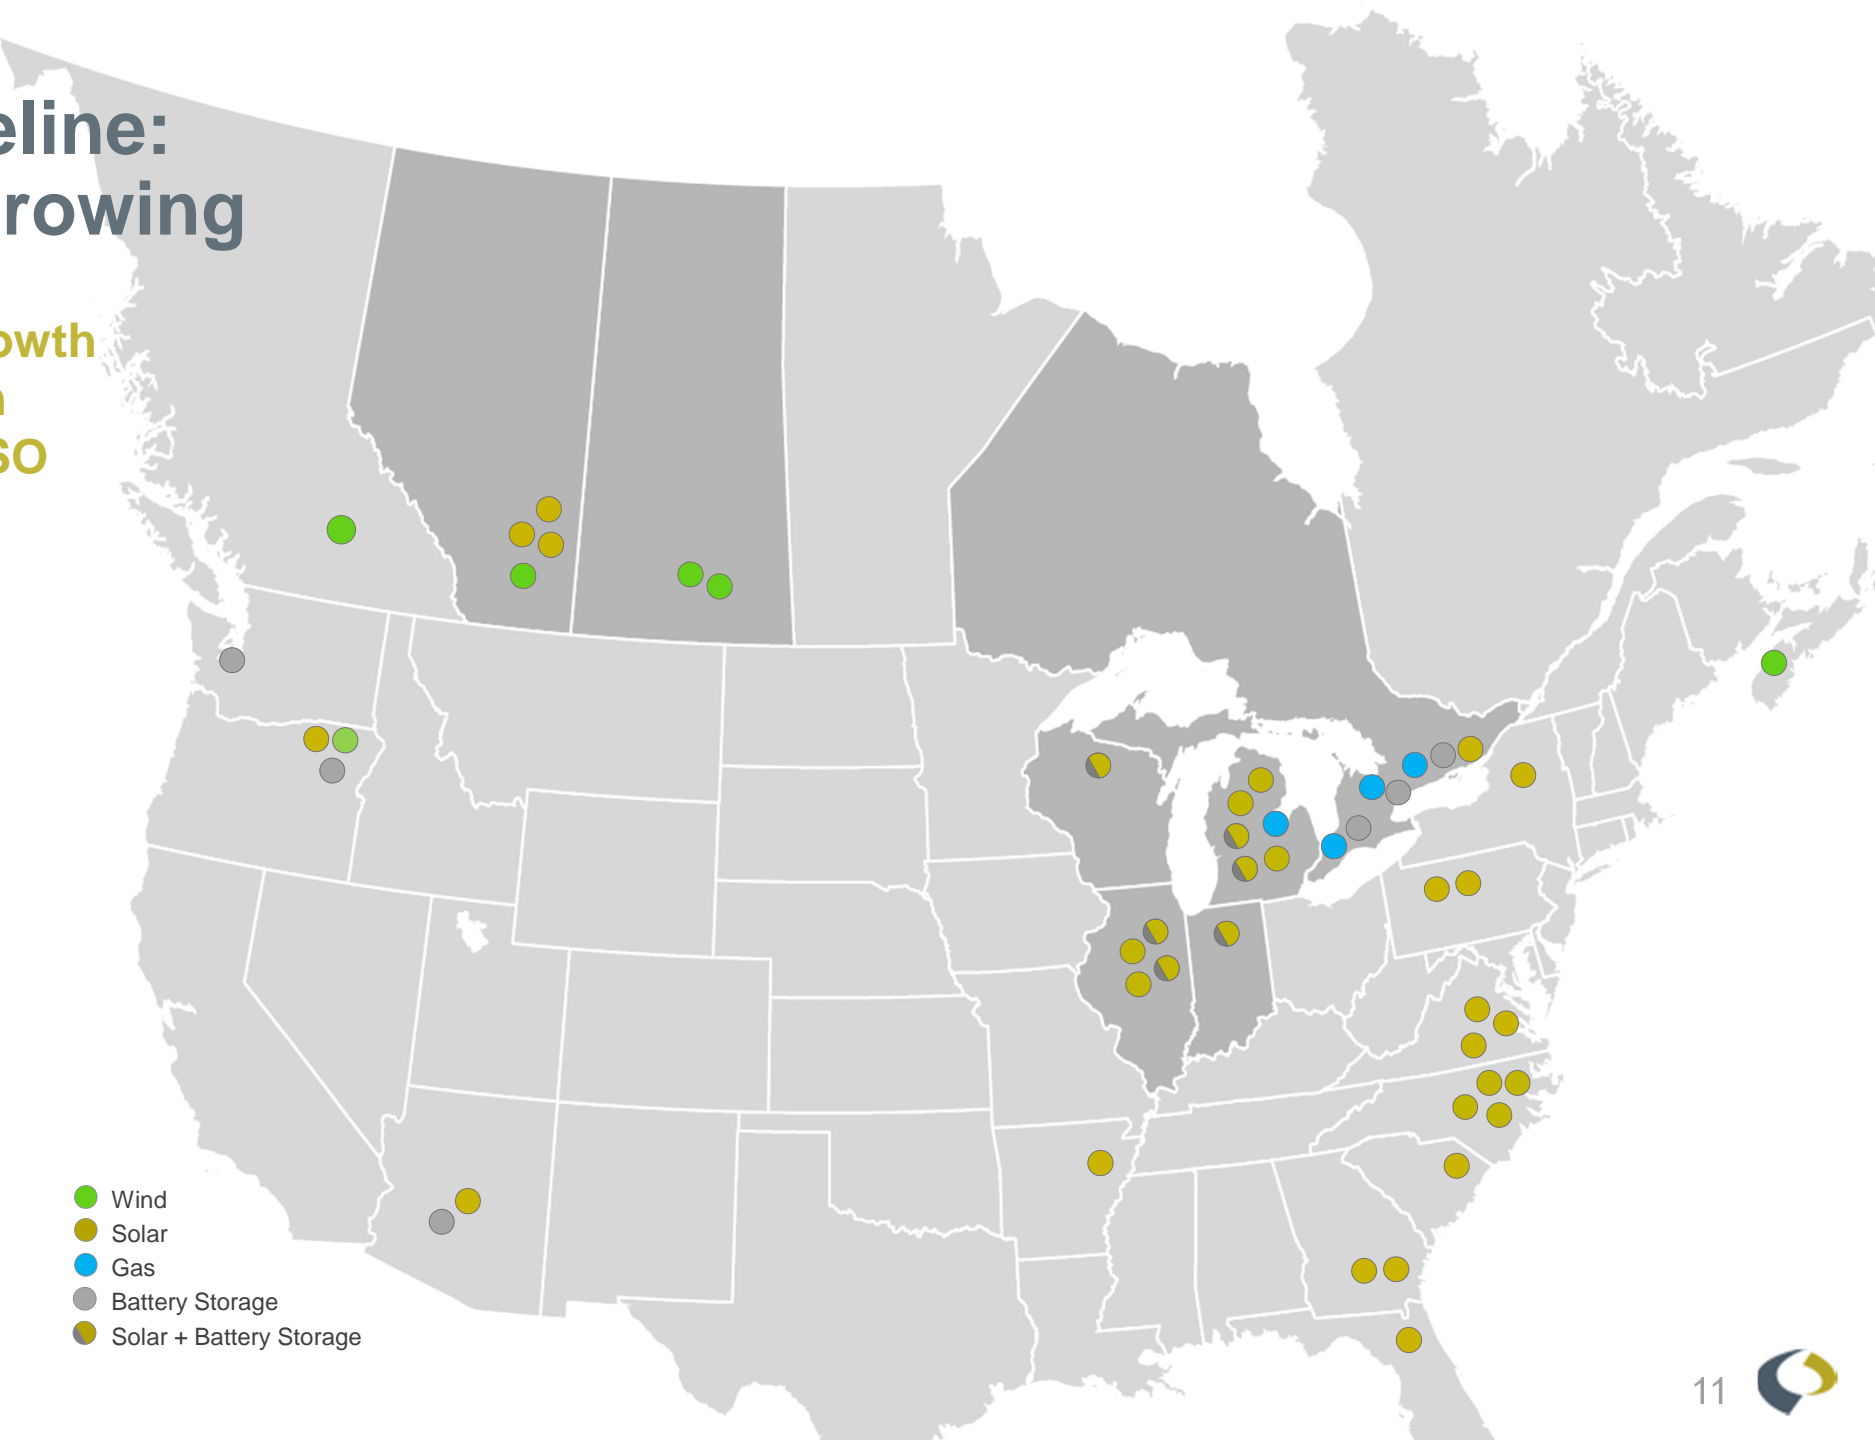 eline:
rowing
owth
SO
Wind
Solar
Gas
Battery Storage
Solar + Battery Storage
11